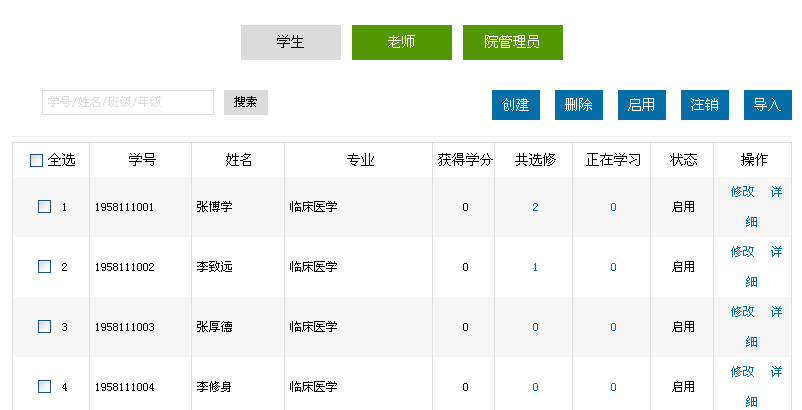 学生 老师 院管理员
学号/姓名/班级/年级 搜索 创建 删除 启用 注销 导入
全选 学号 姓名 专业 获得学分 共选修 正在学习 状态 操作
1 1958111001 张博学 临床医学 0 2 0 启用 修改 详细
2 1958111002 李致远 临床医学 0 1 0 启用 修改 详细
3 1958111003 张厚德 临床医学 0 0 0 启用 修改 详细
4 1958111004 李修身 临床医学 0 0 0 启用 修改 详细